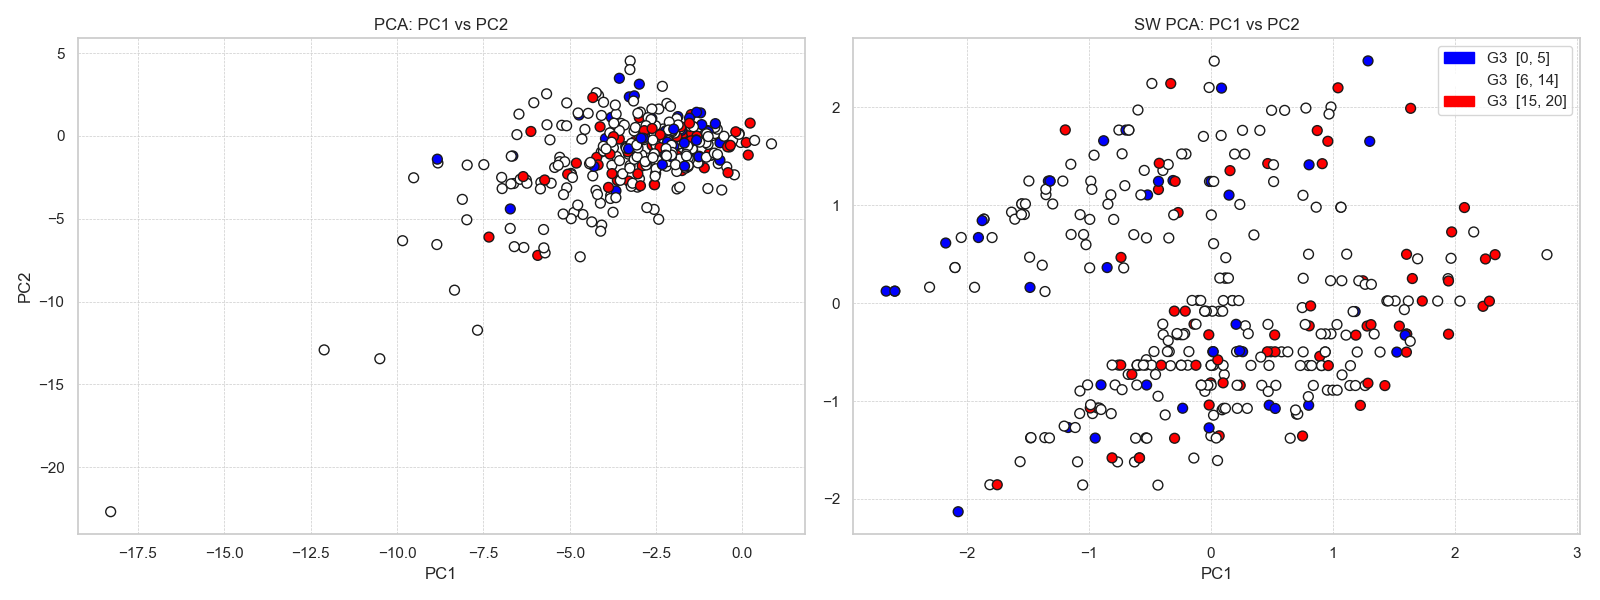 PCA: PC1 vs PC2
5
0
−5
−10
−15
−20
PC2
−17.5 −15.0 −12.5 −10.0 −7.5 −5.0 −2.5 0.0
PC1
SW PCA: PC1 vs PC2
G3 [0, 5]
G3 [6, 14]
G3 [15, 20]
2
1
0
−1
−2
−2 −1 0 1 2 3
PC1